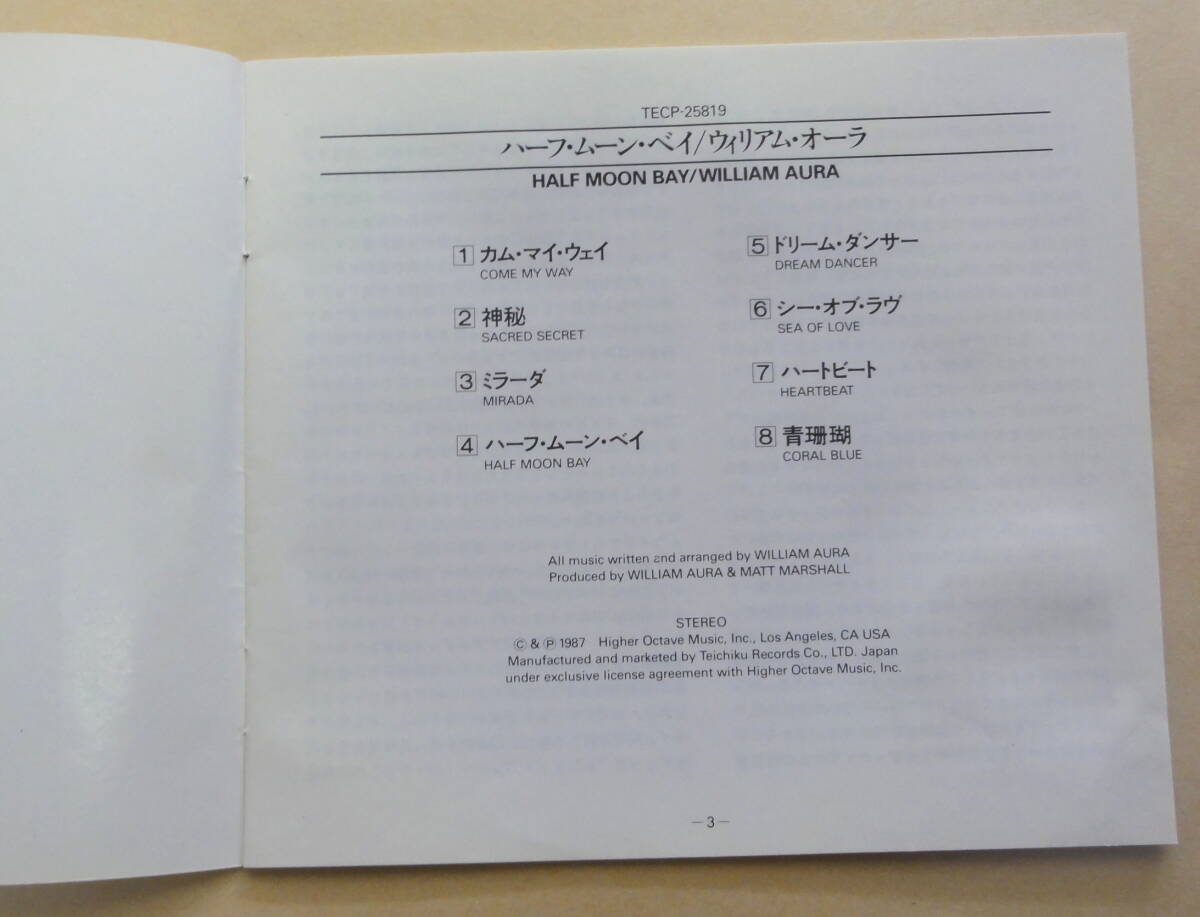 TECP-25819
ハーフ・ムーン・ベイ/ウィリアム・オーラ
HALF MOON BAY/WILLIAM AURA
1 カム・マイ・ウェイ
COME MY WAY
2 神秘
SACRED SECRET
3 ミラーダ
MIRADA
4 ハーフ・ムーン・ベイ
HALF MOON BAY
5 ドリーム・ダンサー
DREAM DANCER
6 シー・オブ・ラヴ
SEA OF LOVE
7 ハートビート
HEARTBEAT
8 青珊瑚
CORAL BLUE
All music written and arranged by WILLIAM AURA
Produced by WILLIAM AURA & MATT MARSHALL
STEREO
© & ℗ 1987 Higher Octave Music, Inc., Los Angeles, CA USA
Manufactured and marketed by Teichiku Records Co., LTD. Japan
under exclusive license agreement with Higher Octave Music, Inc.
—3—